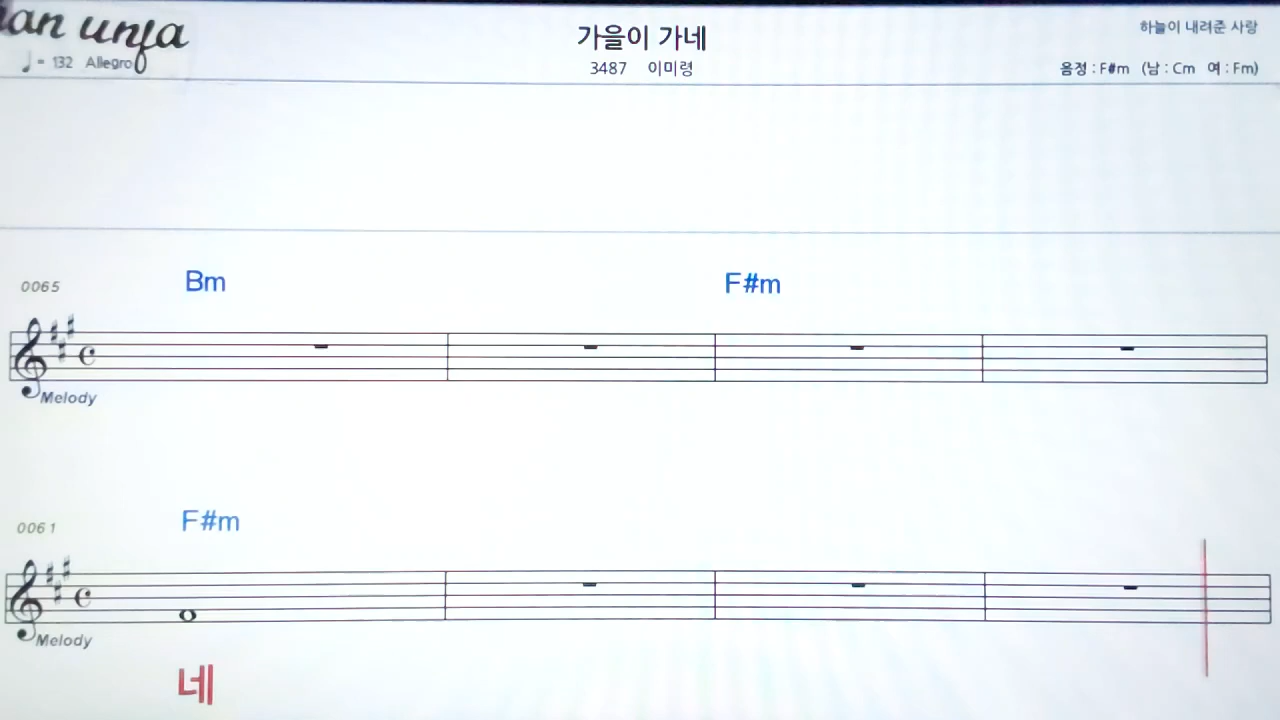 unja
가을이 가네
하늘이 내려준 사랑
♩= 132 Allegro
3487 이미령
음정 : F#m (남 : Cm 여 : Fm)
0065
Bm F#m
Melody
0061
F#m
Melody
네